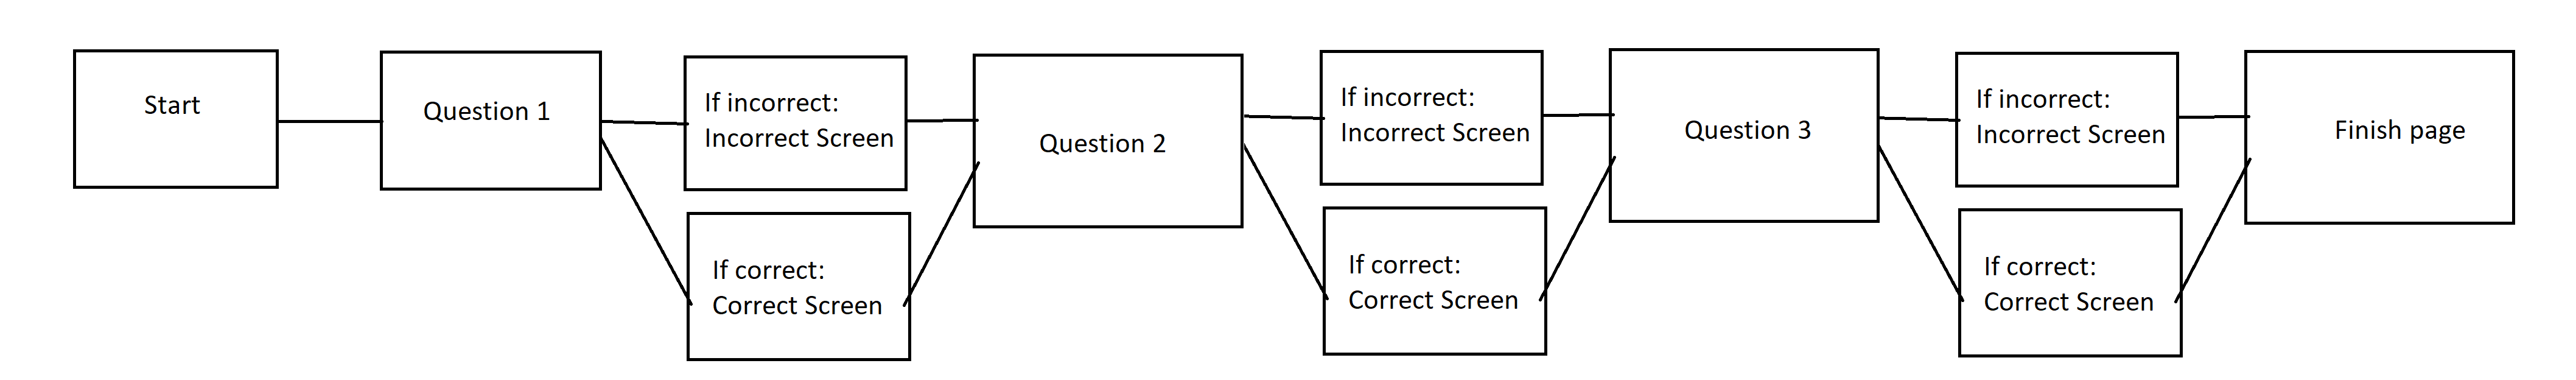 Start
Question 1
If incorrect:
Incorrect Screen
If correct:
Correct Screen
Question 2
If incorrect:
Incorrect Screen
If correct:
Correct Screen
Question 3
If incorrect:
Incorrect Screen
If correct:
Correct Screen
Finish page